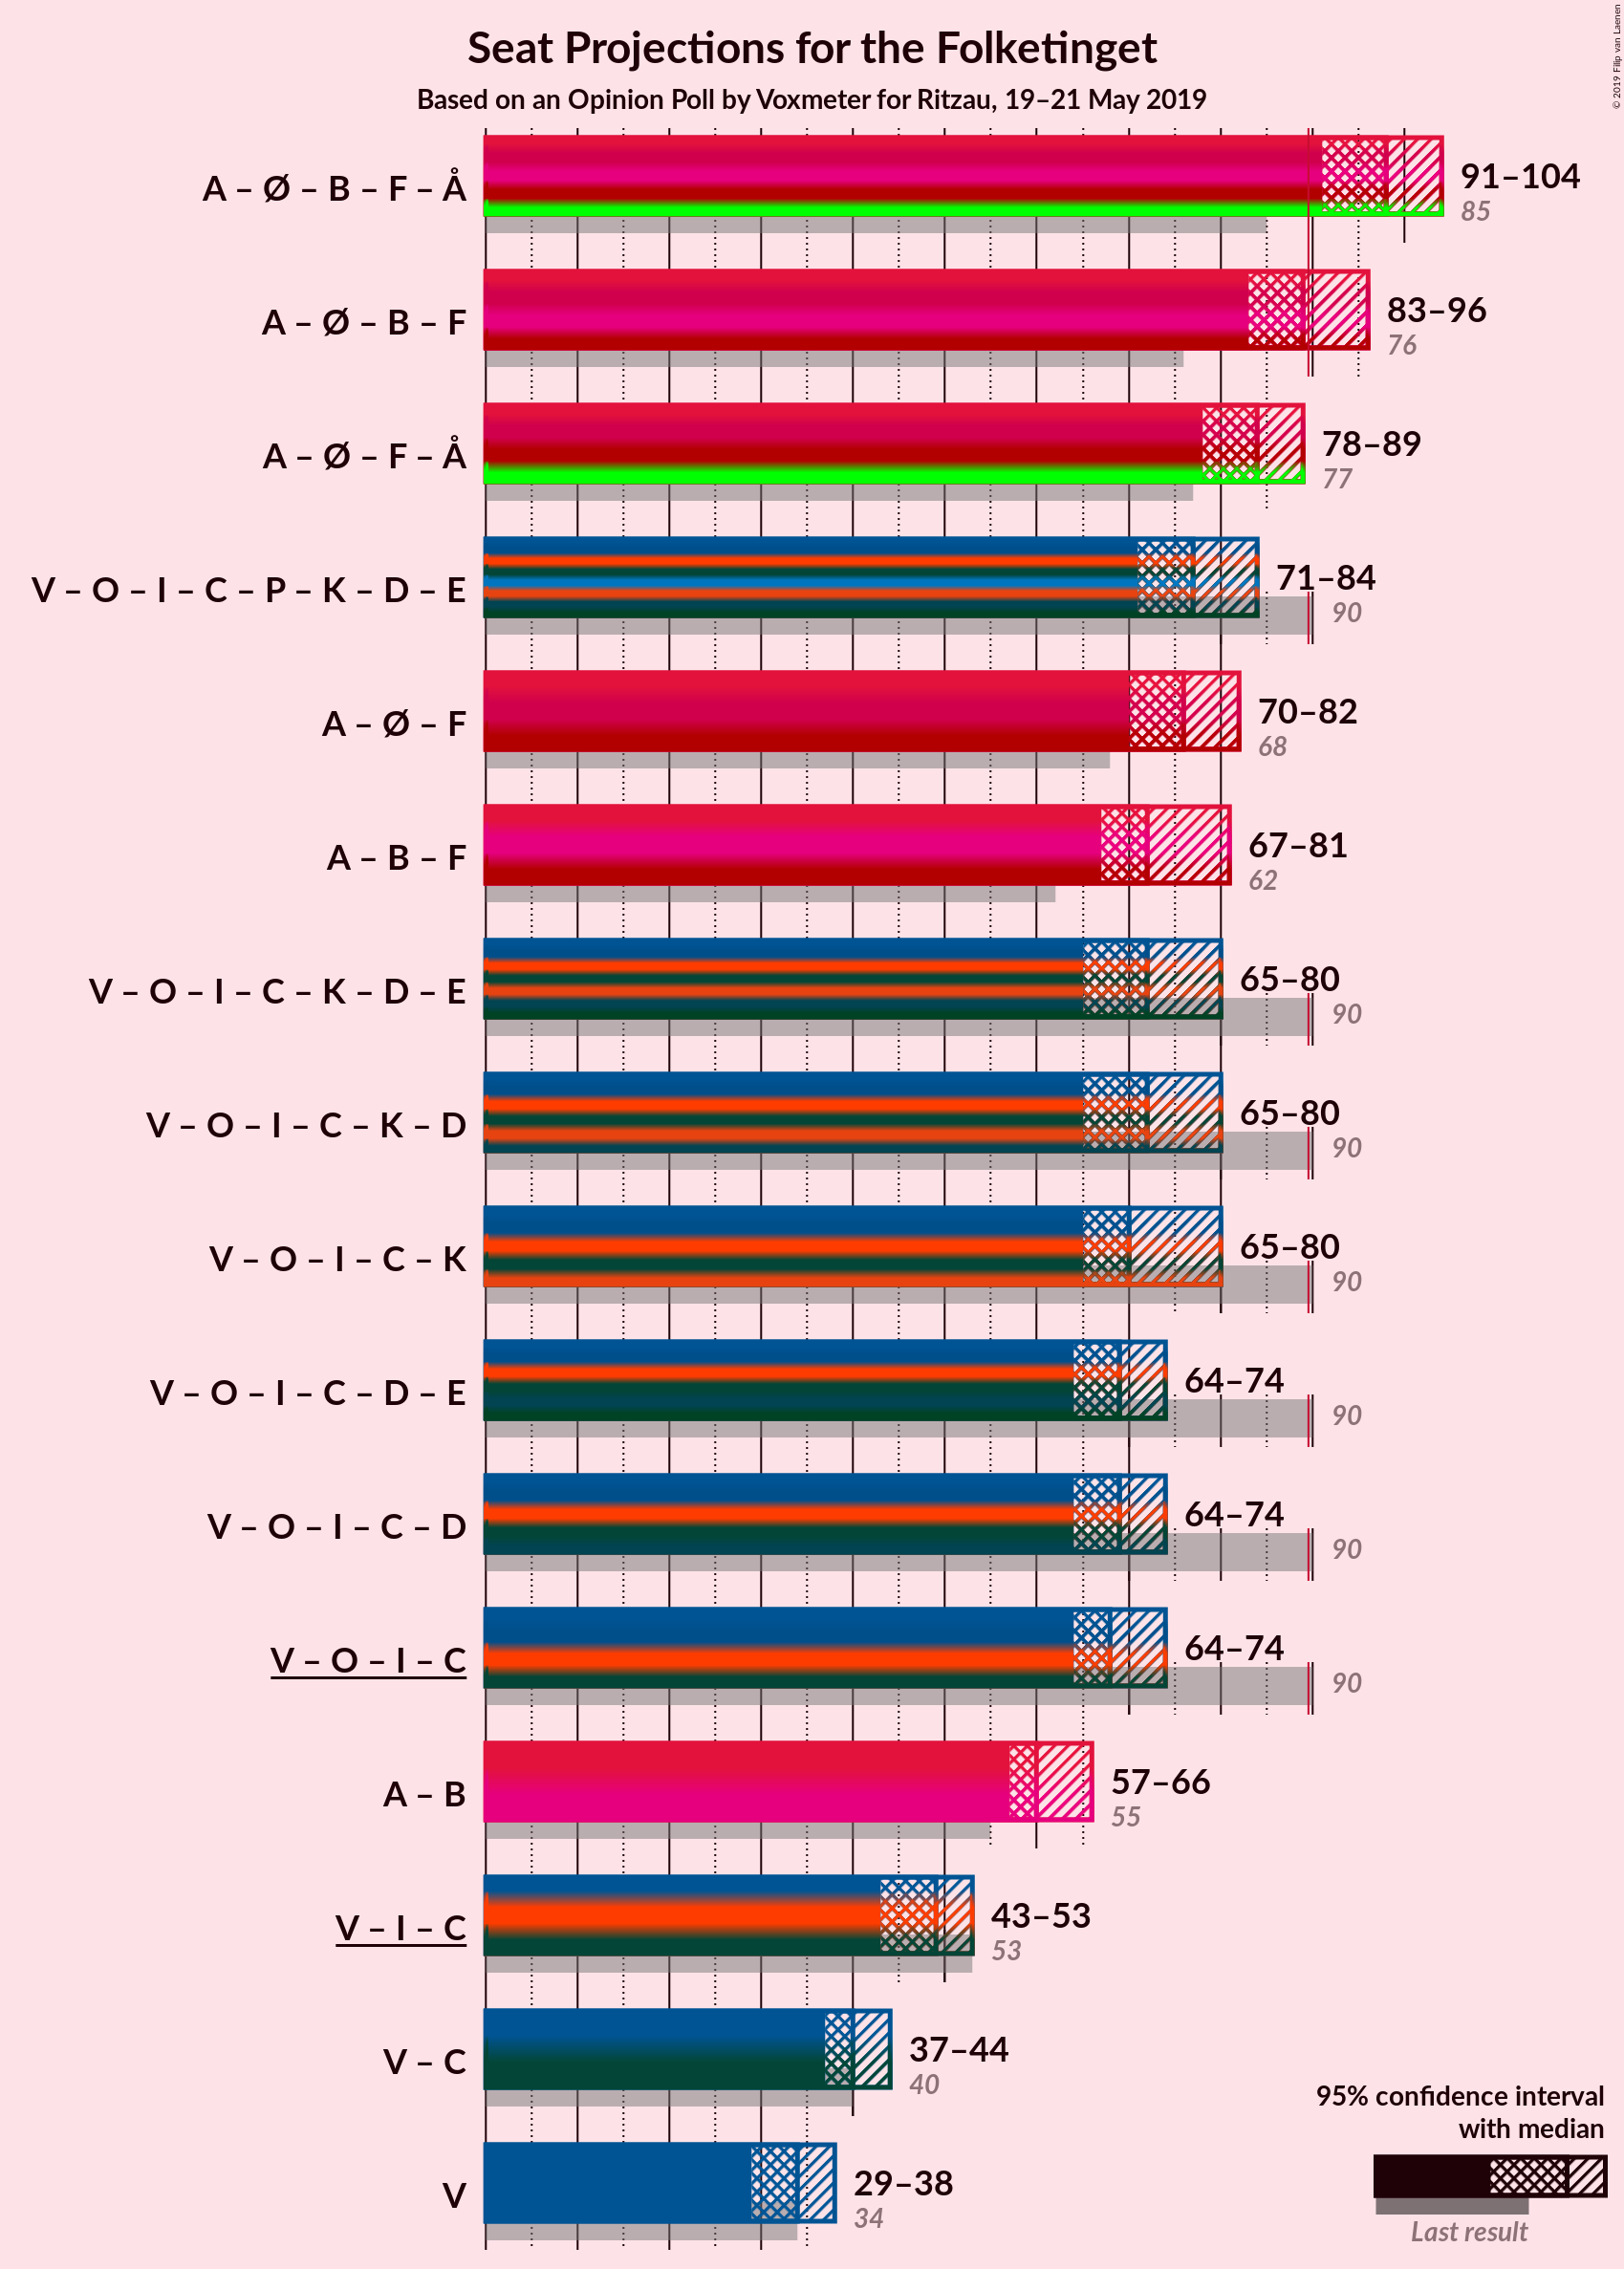 Seat Projections for the Folketinget
Based on an Opinion Poll by Voxmeter for Ritzau, 19–21 May 2019
© 2019 Filip van Laenen
A – Ø – B – F – Å
91–104
85
A – Ø – B – F
83–96
76
A – Ø – F – Å
78–89
77
V – O – I – C – P – K – D – E
71–84
90
A – Ø – F
70–82
68
A – B – F
67–81
62
V – O – I – C – K – D – E
65–80
90
V – O – I – C – K – D
65–80
90
V – O – I – C – K
65–80
90
V – O – I – C – D – E
64–74
90
V – O – I – C – D
64–74
90
V – O – I – C
64–74
90
A – B
57–66
55
V – I – C
43–53
53
V – C
37–44
40
V
29–38
34
95% confidence interval
with median
Last result